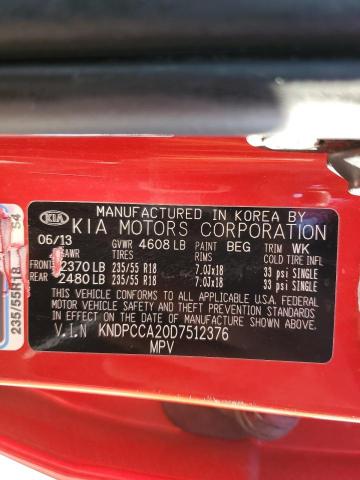 MANUFACTURED IN KOREA BY
KIA KIA MOTORS CORPORATION
06/13 GVWR 4608 LB PAINT BEG TRIM WK
GAWR TIRES RIMS COLD TIRE INFL
FRONT 2370 LB 235/55 R18 7.0JX18 33 psi SINGLE
REAR 2480 LB 235/55 R18 7.0JX18 33 psi SINGLE
THIS VEHICLE CONFORMS TO ALL APPLICABLE U.S.A. FEDERAL
MOTOR VEHICLE SAFETY AND THEFT PREVENTION STANDARDS
IN EFFECT ON THE DATE OF MANUFACTURE SHOWN ABOVE
V.I.N KNDPCCA20D7512376
MPV
235/55R18
54